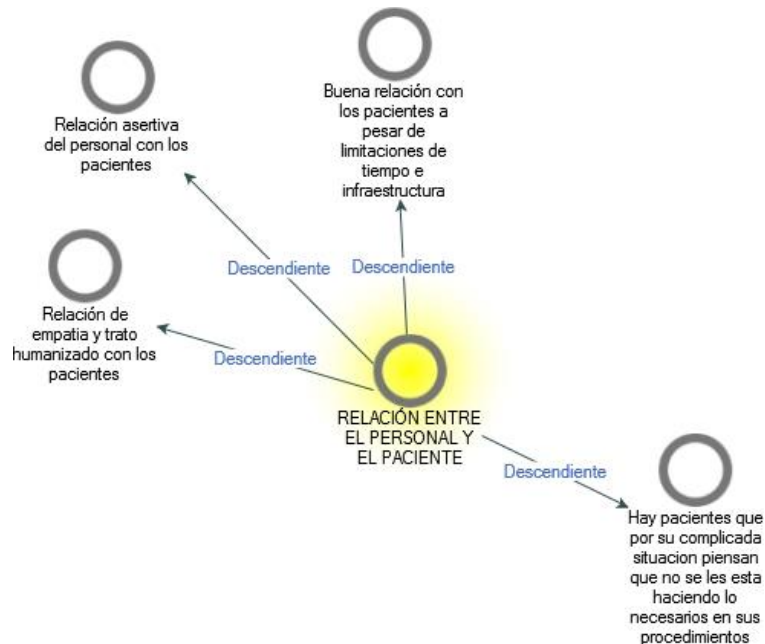 Relación asertiva
del personal con los
pacientes
Buena relación con
los pacientes a
pesar de
limitaciones de
tiempo e
infraestructura
Descendiente
Descendiente
Relación de
empatia y trato
humanizado con los
pacientes
Descendiente
RELACIÓN ENTRE
EL PERSONAL Y
EL PACIENTE
Descendiente
Hay pacientes que
por su complicada
situacion piensan
que no se les esta
haciendo lo
necesarios en sus
procedimientos